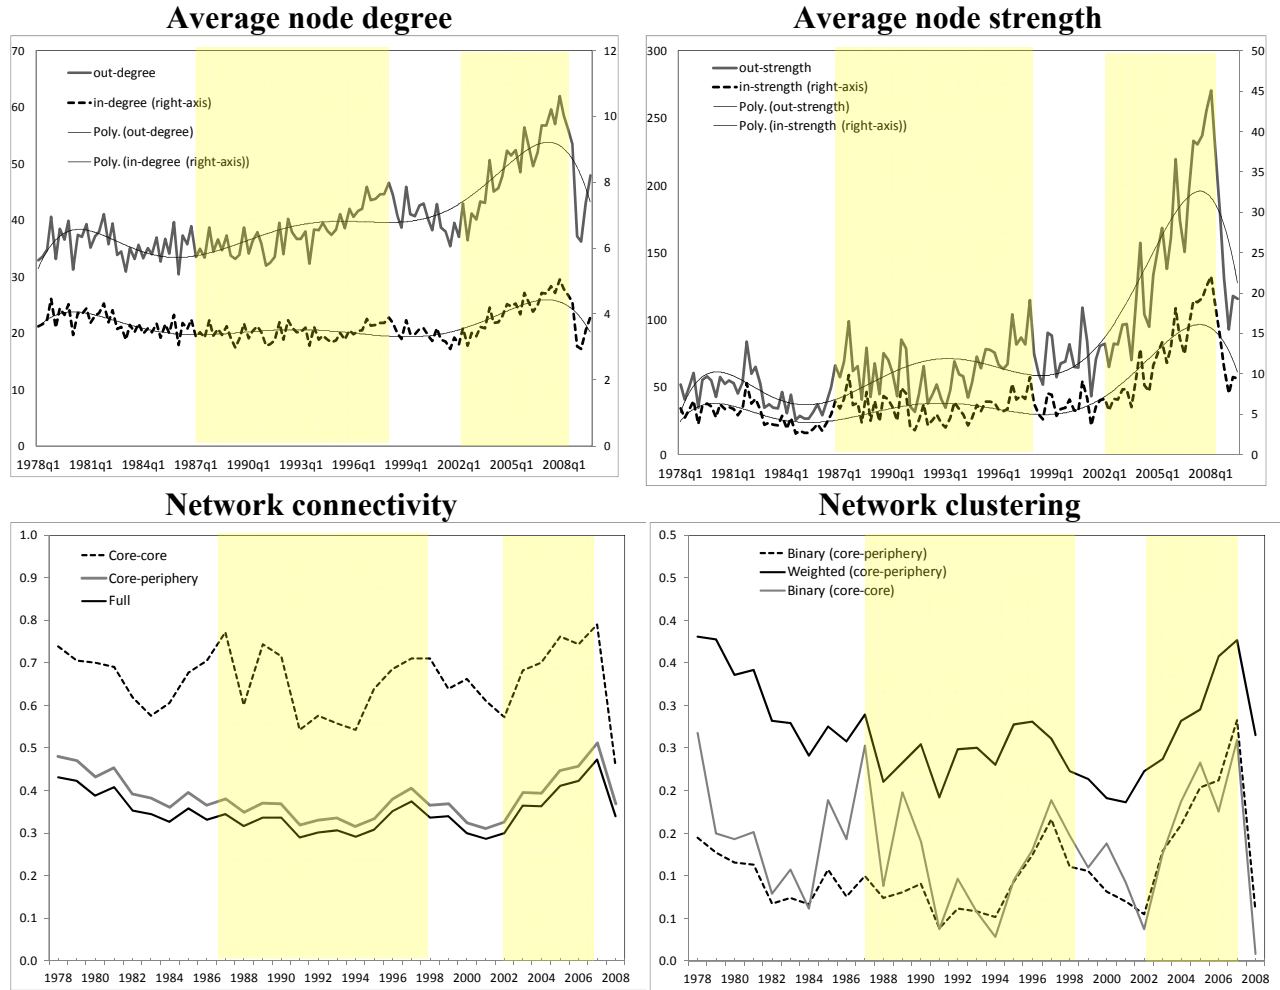 Average node degree
70
60
50
40
30
20
10
0
12
10
8
6
4
2
0
out-degree
in-degree (right-axis)
Poly. (out-degree)
Poly. (in-degree (right-axis))
1978q1 1981q1 1984q1 1987q1 1990q1 1993q1 1996q1 1999q1 2002q1 2005q1 2008q1
Average node strength
300
250
200
150
100
50
0
50
45
40
35
30
25
20
15
10
5
0
out-strength
in-strength (right-axis)
Poly. (out-strength)
Poly. (in-strength (right-axis))
1978q1 1981q1 1984q1 1987q1 1990q1 1993q1 1996q1 1999q1 2002q1 2005q1 2008q1
Network connectivity
1.0
0.9
0.8
0.7
0.6
0.5
0.4
0.3
0.2
0.1
0.0
Core-core
Core-periphery
Full
1978 1980 1982 1984 1986 1988 1990 1992 1994 1996 1998 2000 2002 2004 2006 2008
Network clustering
0.5
0.5
0.4
0.4
0.3
0.3
0.2
0.2
0.1
0.1
0.0
Binary (core-periphery)
Weighted (core-periphery)
Binary (core-core)
1978 1980 1982 1984 1986 1988 1990 1992 1994 1996 1998 2000 2002 2004 2006 2008